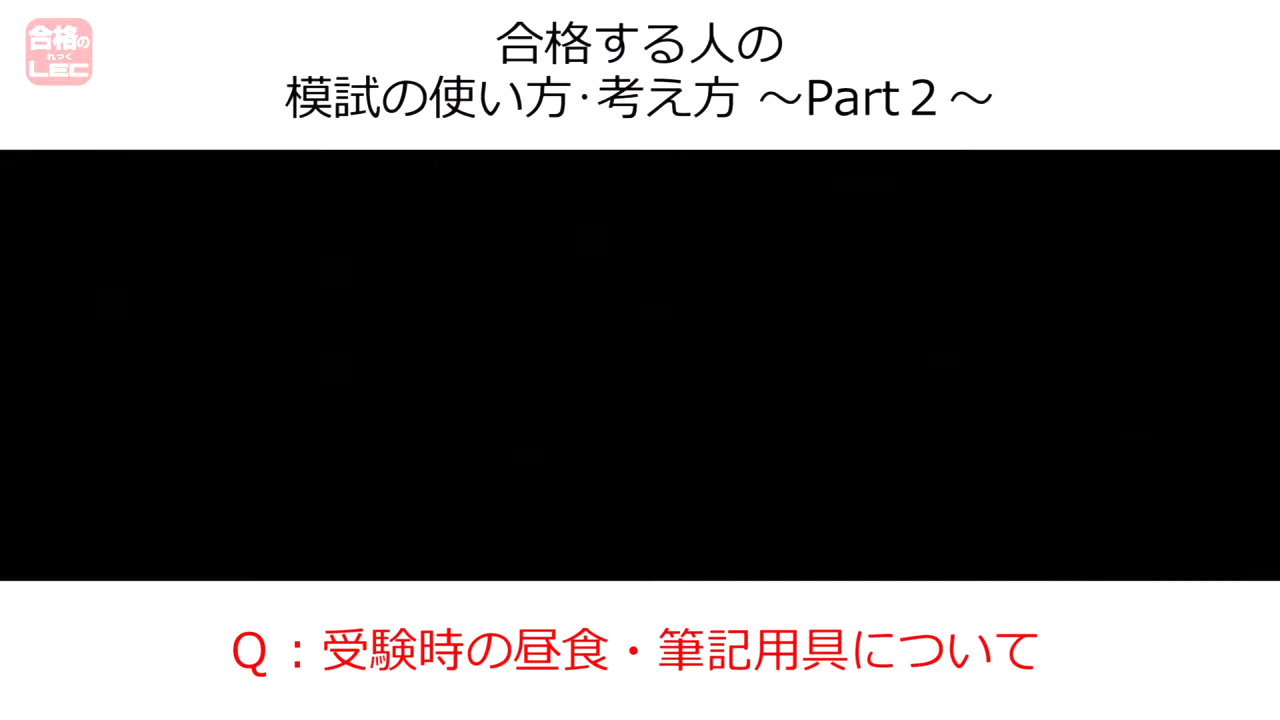 合格の
れっく
LEC
合格する人の
模試の使い方･考え方 ～Part２～
Q：受験時の昼食・筆記用具について